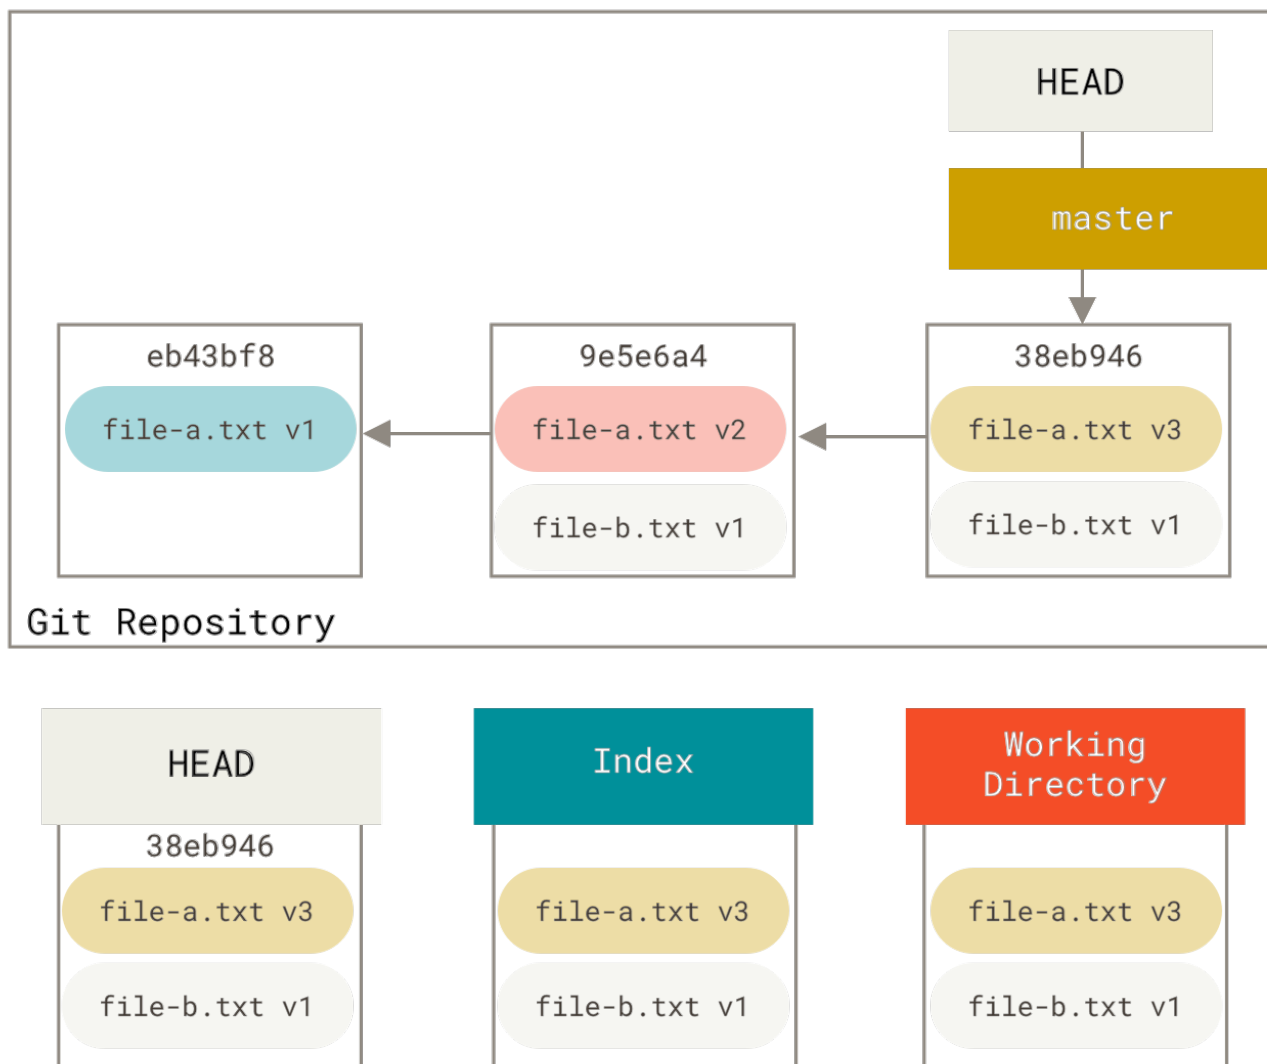 HEAD
master
eb43bf8
9e5e6a4
38eb946
file-a.txt v1
file-a.txt v2
file-a.txt v3
file-b.txt v1
file-b.txt v1
Git Repository
HEAD
Index
Working
Directory
38eb946
file-a.txt v3
file-a.txt v3
file-a.txt v3
file-b.txt v1
file-b.txt v1
file-b.txt v1